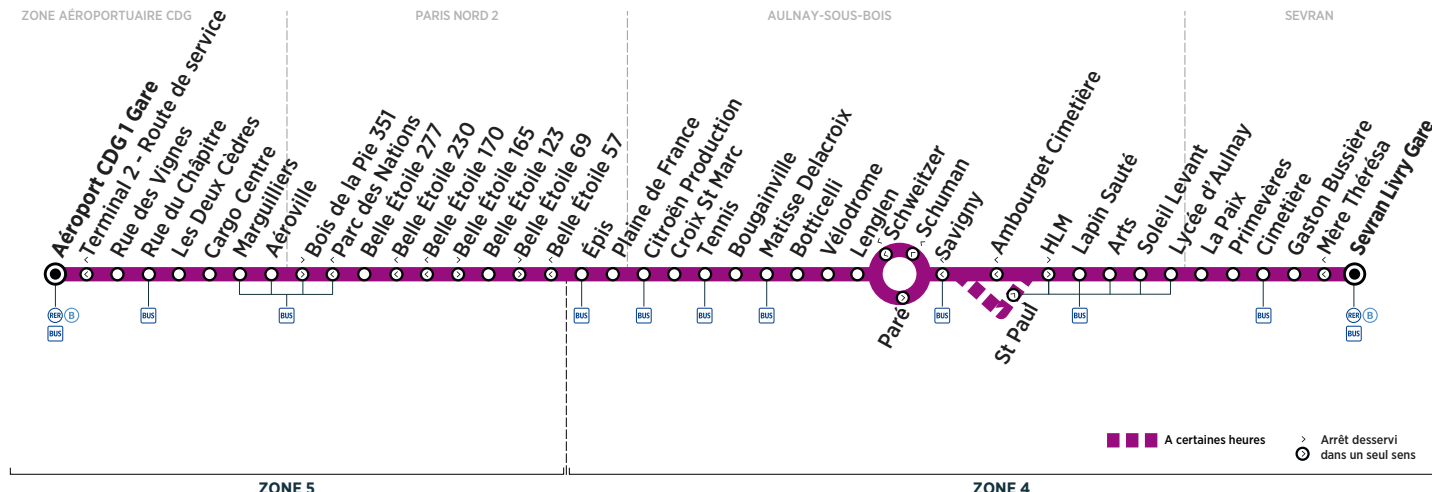 ZONE AÉROPORTUAIRE CDG
PARIS NORD 2
AULNAY-SOUS-BOIS
SEVRAN
Aéroport CDG 1 Gare
Terminal 2 - Route de service
Rue des Vignes
Rue du Châpitre
Les Deux Cèdres
Cargo Centre
Marguilliers
Aéroville
Bois de la Pie 351
Parc des Nations
Belle Étoile 277
Belle Étoile 230
Belle Étoile 170
Belle Étoile 165
Belle Étoile 123
Belle Étoile 69
Belle Étoile 57
Épis
Plaine de France
Citroën Production
Croix St Marc
Tennis
Bougainville
Matisse Delacroix
Botticelli
Vélodrome
Lenglen
Schweitzer
Schuman
Paré
Savigny
Ambourget Cimetière
St Paul
HLM
Lapin Sauté
Arts
Soleil Levant
Lycée d'Aulnay
La Paix
Primevères
Cimetière
Gaston Bussière
Mère Thérésa
Sevran Livry Gare
RER B
BUS
BUS
BUS
BUS
BUS
BUS
BUS
BUS
BUS
BUS
RER B
BUS
A certaines heures
Arrêt desservi
dans un seul sens
ZONE 5
ZONE 4